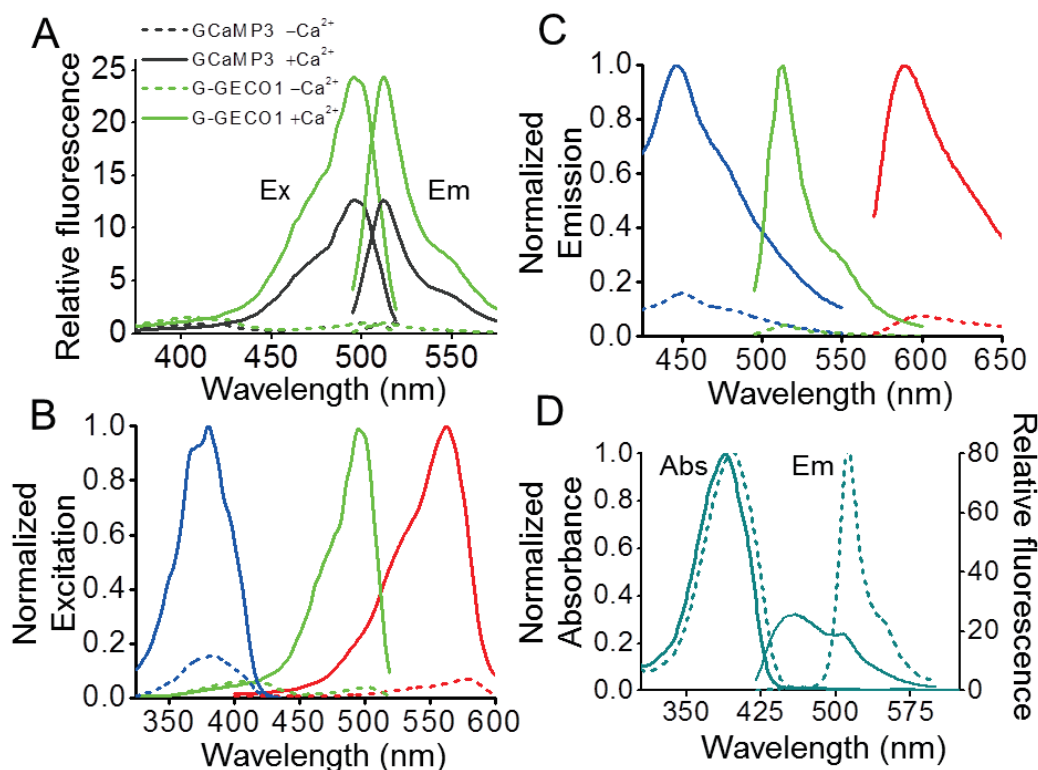 A
GCaMP3 –Ca2+
GCaMP3 +Ca2+
G-GECO1 –Ca2+
G-GECO1 +Ca2+
Relative fluorescence
25
20
15
10
5
0
Ex
Em
400
450
500
550
Wavelength (nm)
C
Normalized
Emission
1.0
0.8
0.6
0.4
0.2
0.0
450
500
550
600
650
Wavelength (nm)
B
Normalized
Excitation
1.0
0.8
0.6
0.4
0.2
0.0
350
400
450
500
550
600
Wavelength (nm)
D
Normalized
Absorbance
1.0
0.8
0.6
0.4
0.2
0.0
Abs
Em
80
60
40
20
0
Relative fluorescence
350
425
500
575
Wavelength (nm)